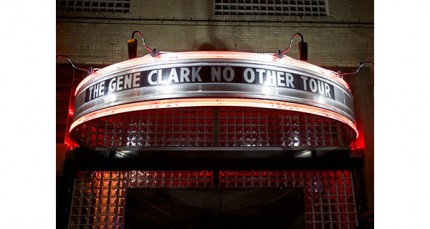 THE GENE CLARK NO OTHER TOUR